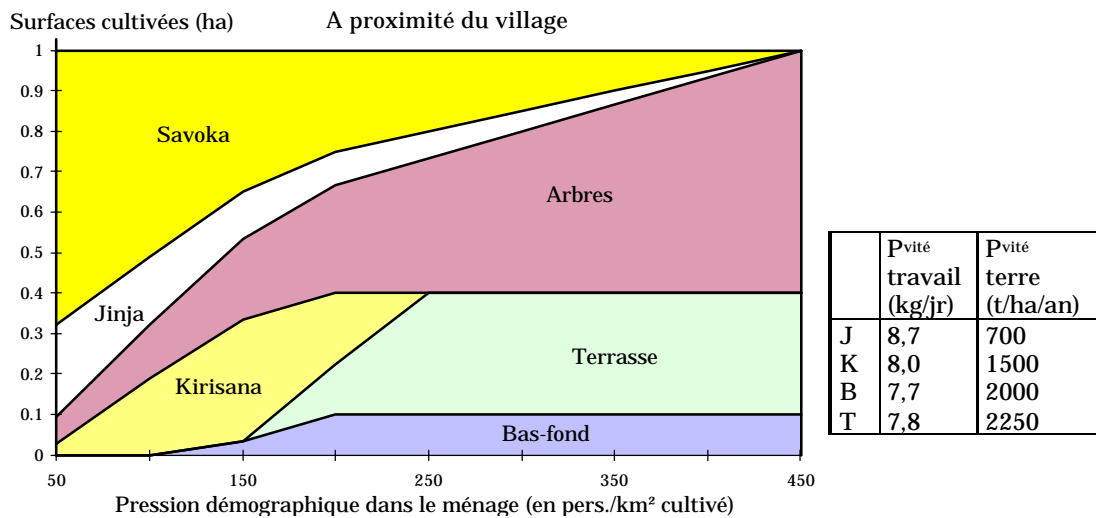 Surfaces cultivées (ha)
A proximité du village
1
0.9
0.8
0.7
0.6
0.5
0.4
0.3
0.2
0.1
0
Savoka
Jinja
Arbres
Kirisana
Terrasse
Bas-fond
50
150
250
350
450
Pression démographique dans le ménage (en pers./km² cultivé)
Pvité travail (kg/jr) Pvité terre (t/ha/an)
J 8,7 700
K 8,0 1500
B 7,7 2000
T 7,8 2250